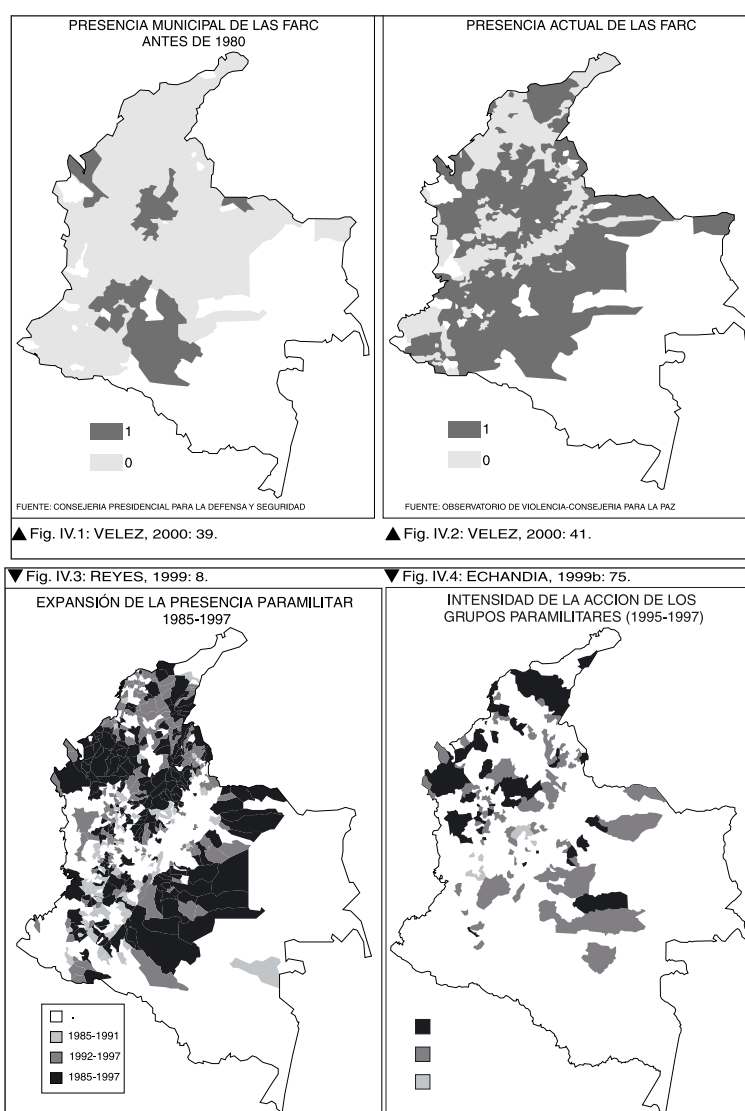 PRESENCIA MUNICIPAL DE LAS FARC
ANTES DE 1980
1
0
FUENTE: CONSEJERIA PRESIDENCIAL PARA LA DEFENSA Y SEGURIDAD
▲ Fig. IV.1: VELEZ, 2000: 39.
PRESENCIA ACTUAL DE LAS FARC
1
0
FUENTE: OBSERVATORIO DE VIOLENCIA-CONSEJERIA PARA LA PAZ
▲ Fig. IV.2: VELEZ, 2000: 41.
▼ Fig. IV.3: REYES, 1999: 8.
EXPANSIÓN DE LA PRESENCIA PARAMILITAR
1985-1997
.
1985-1991
1992-1997
1985-1997
▼ Fig. IV.4: ECHANDIA, 1999b: 75.
INTENSIDAD DE LA ACCION DE LOS
GRUPOS PARAMILITARES (1995-1997)